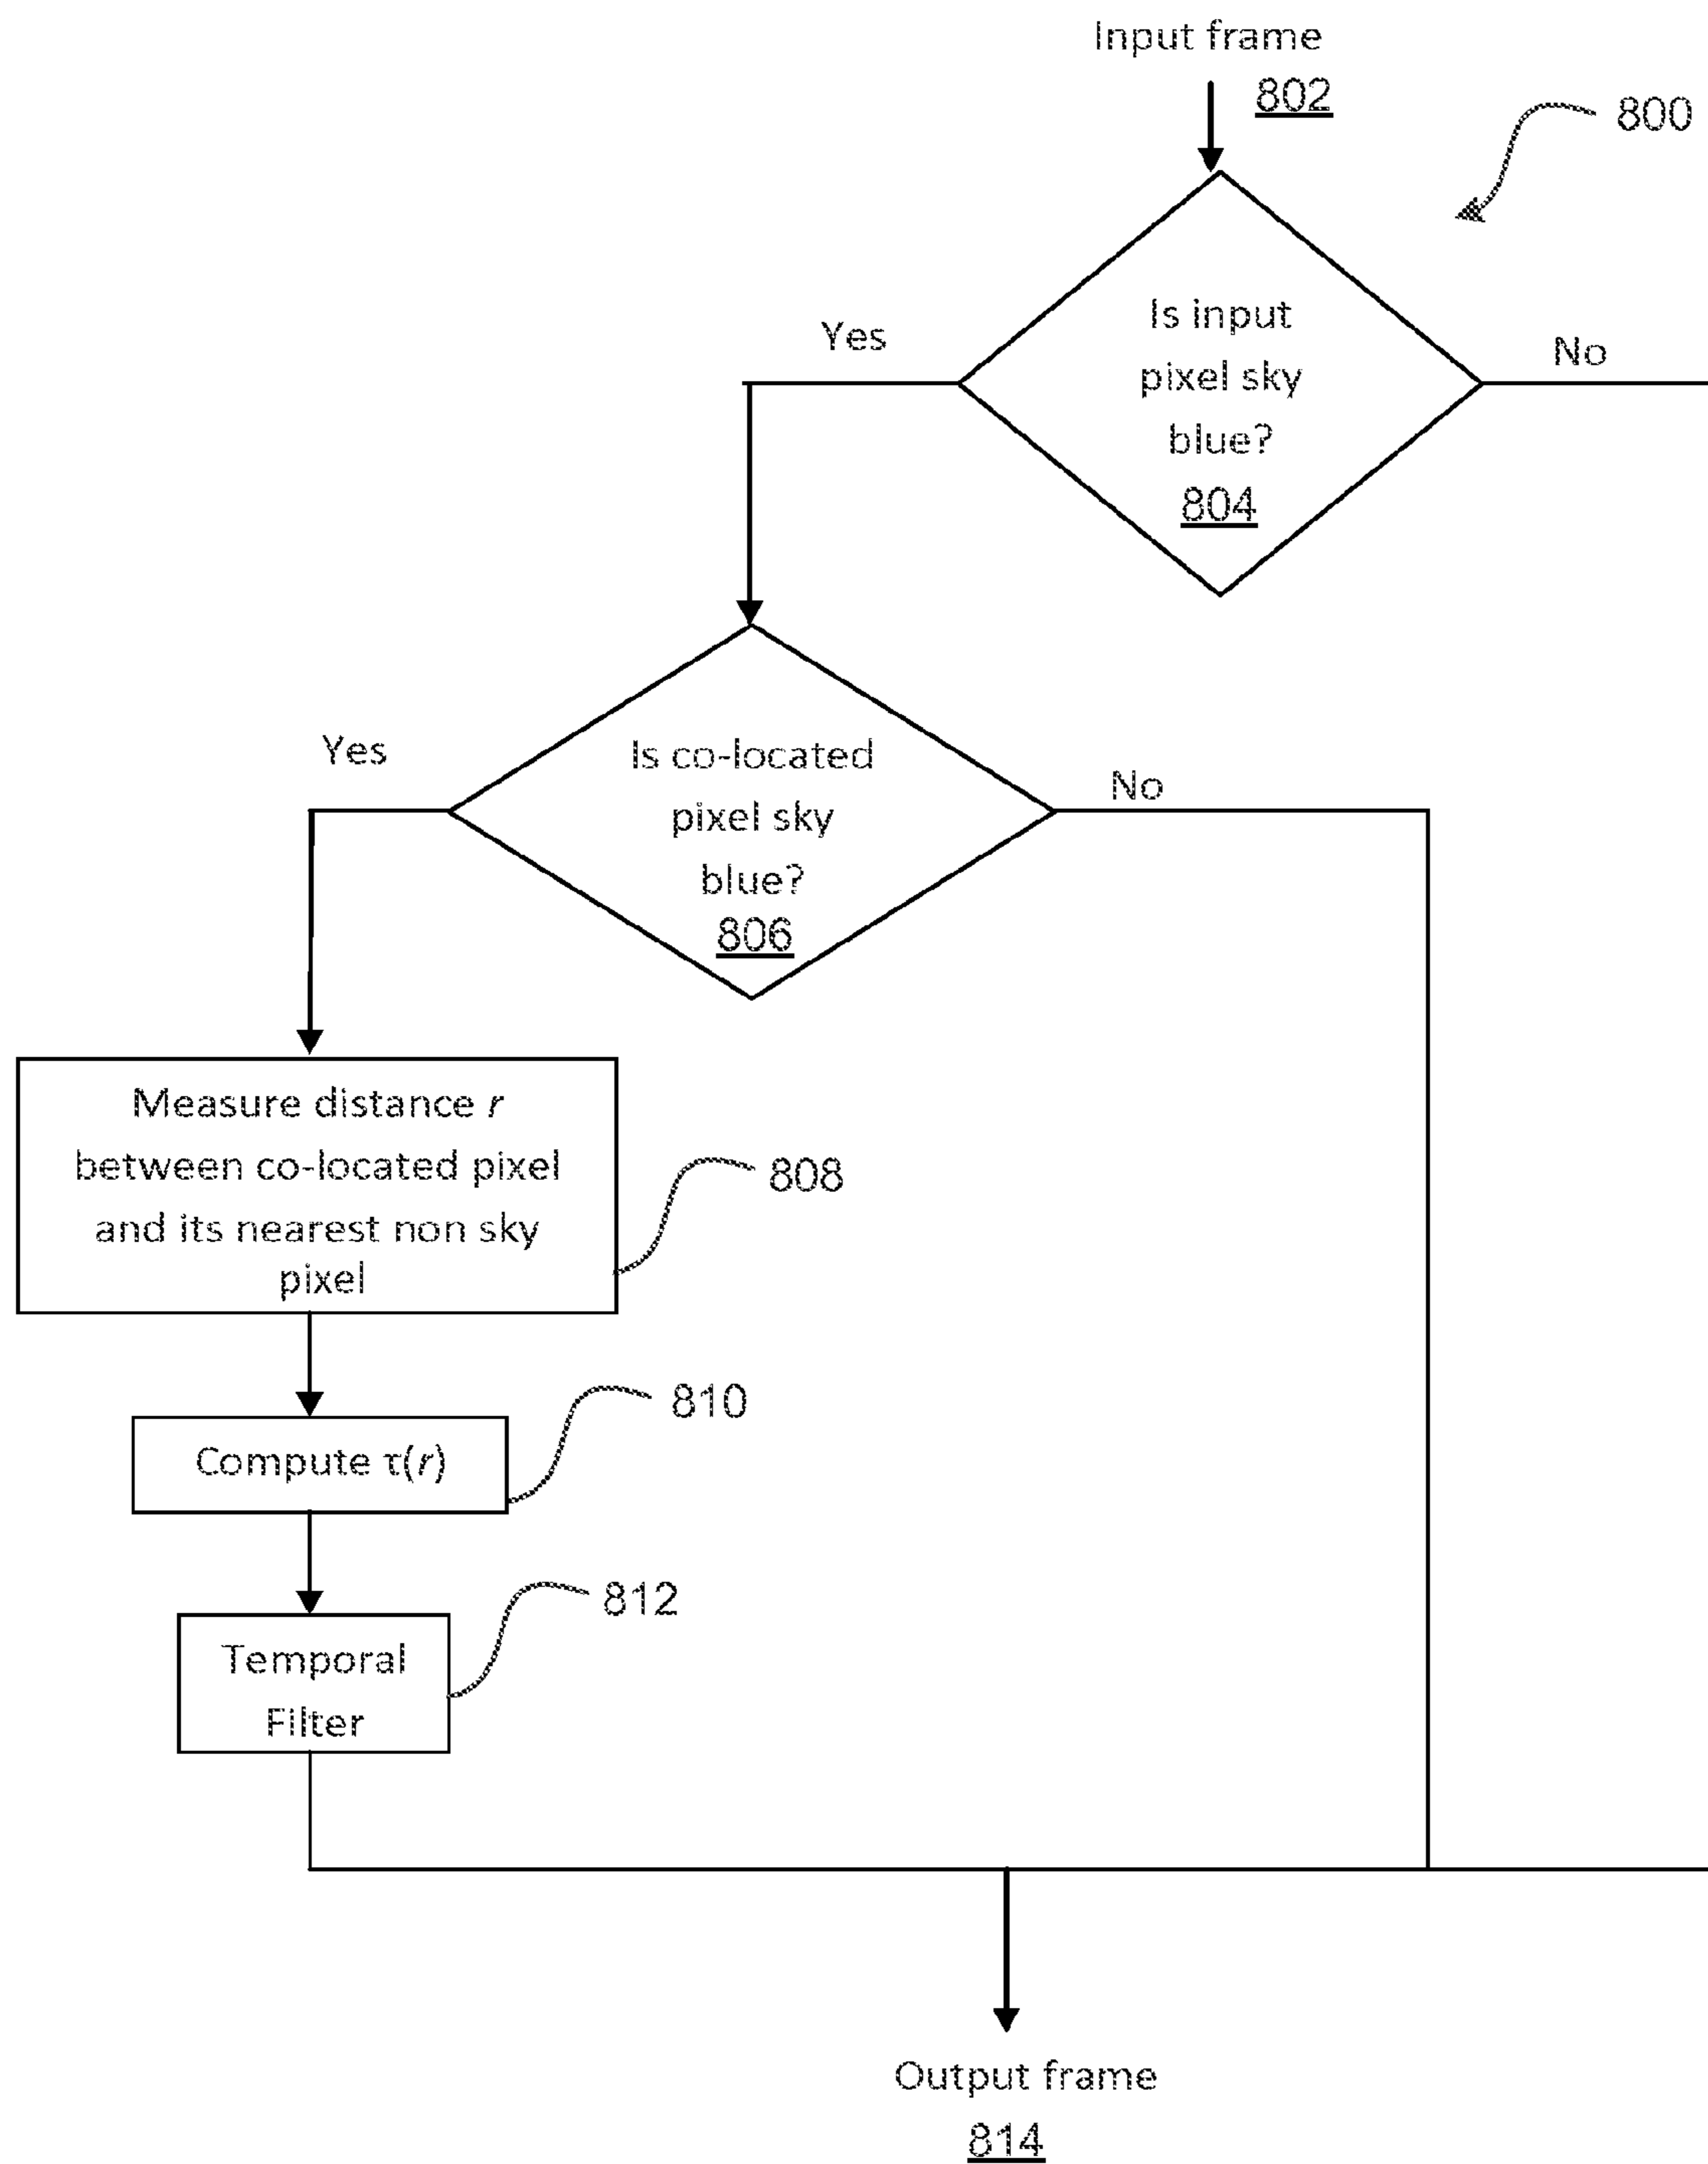 Input frame
802
800
Is input
pixel sky
blue?
804
Yes
No
Is co-located
pixel sky
blue?
806
Yes
No
Measure distance r
between co-located pixel
and its nearest non sky
pixel
808
Compute τ(r)
810
Temporal
Filter
812
Output frame
814